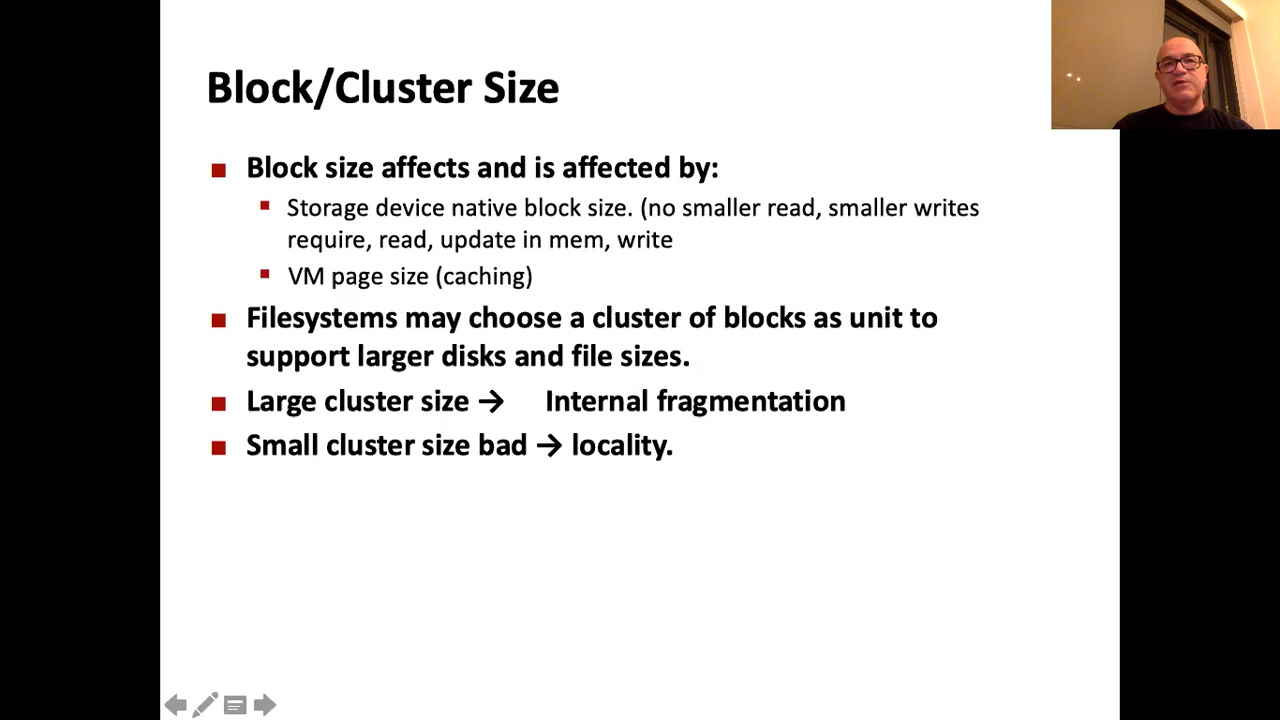 Block/Cluster Size
Block size affects and is affected by:
Storage device native block size. (no smaller read, smaller writes
require, read, update in mem, write
VM page size (caching)
Filesystems may choose a cluster of blocks as unit to
support larger disks and file sizes.
Large cluster size → Internal fragmentation
Small cluster size bad → locality.